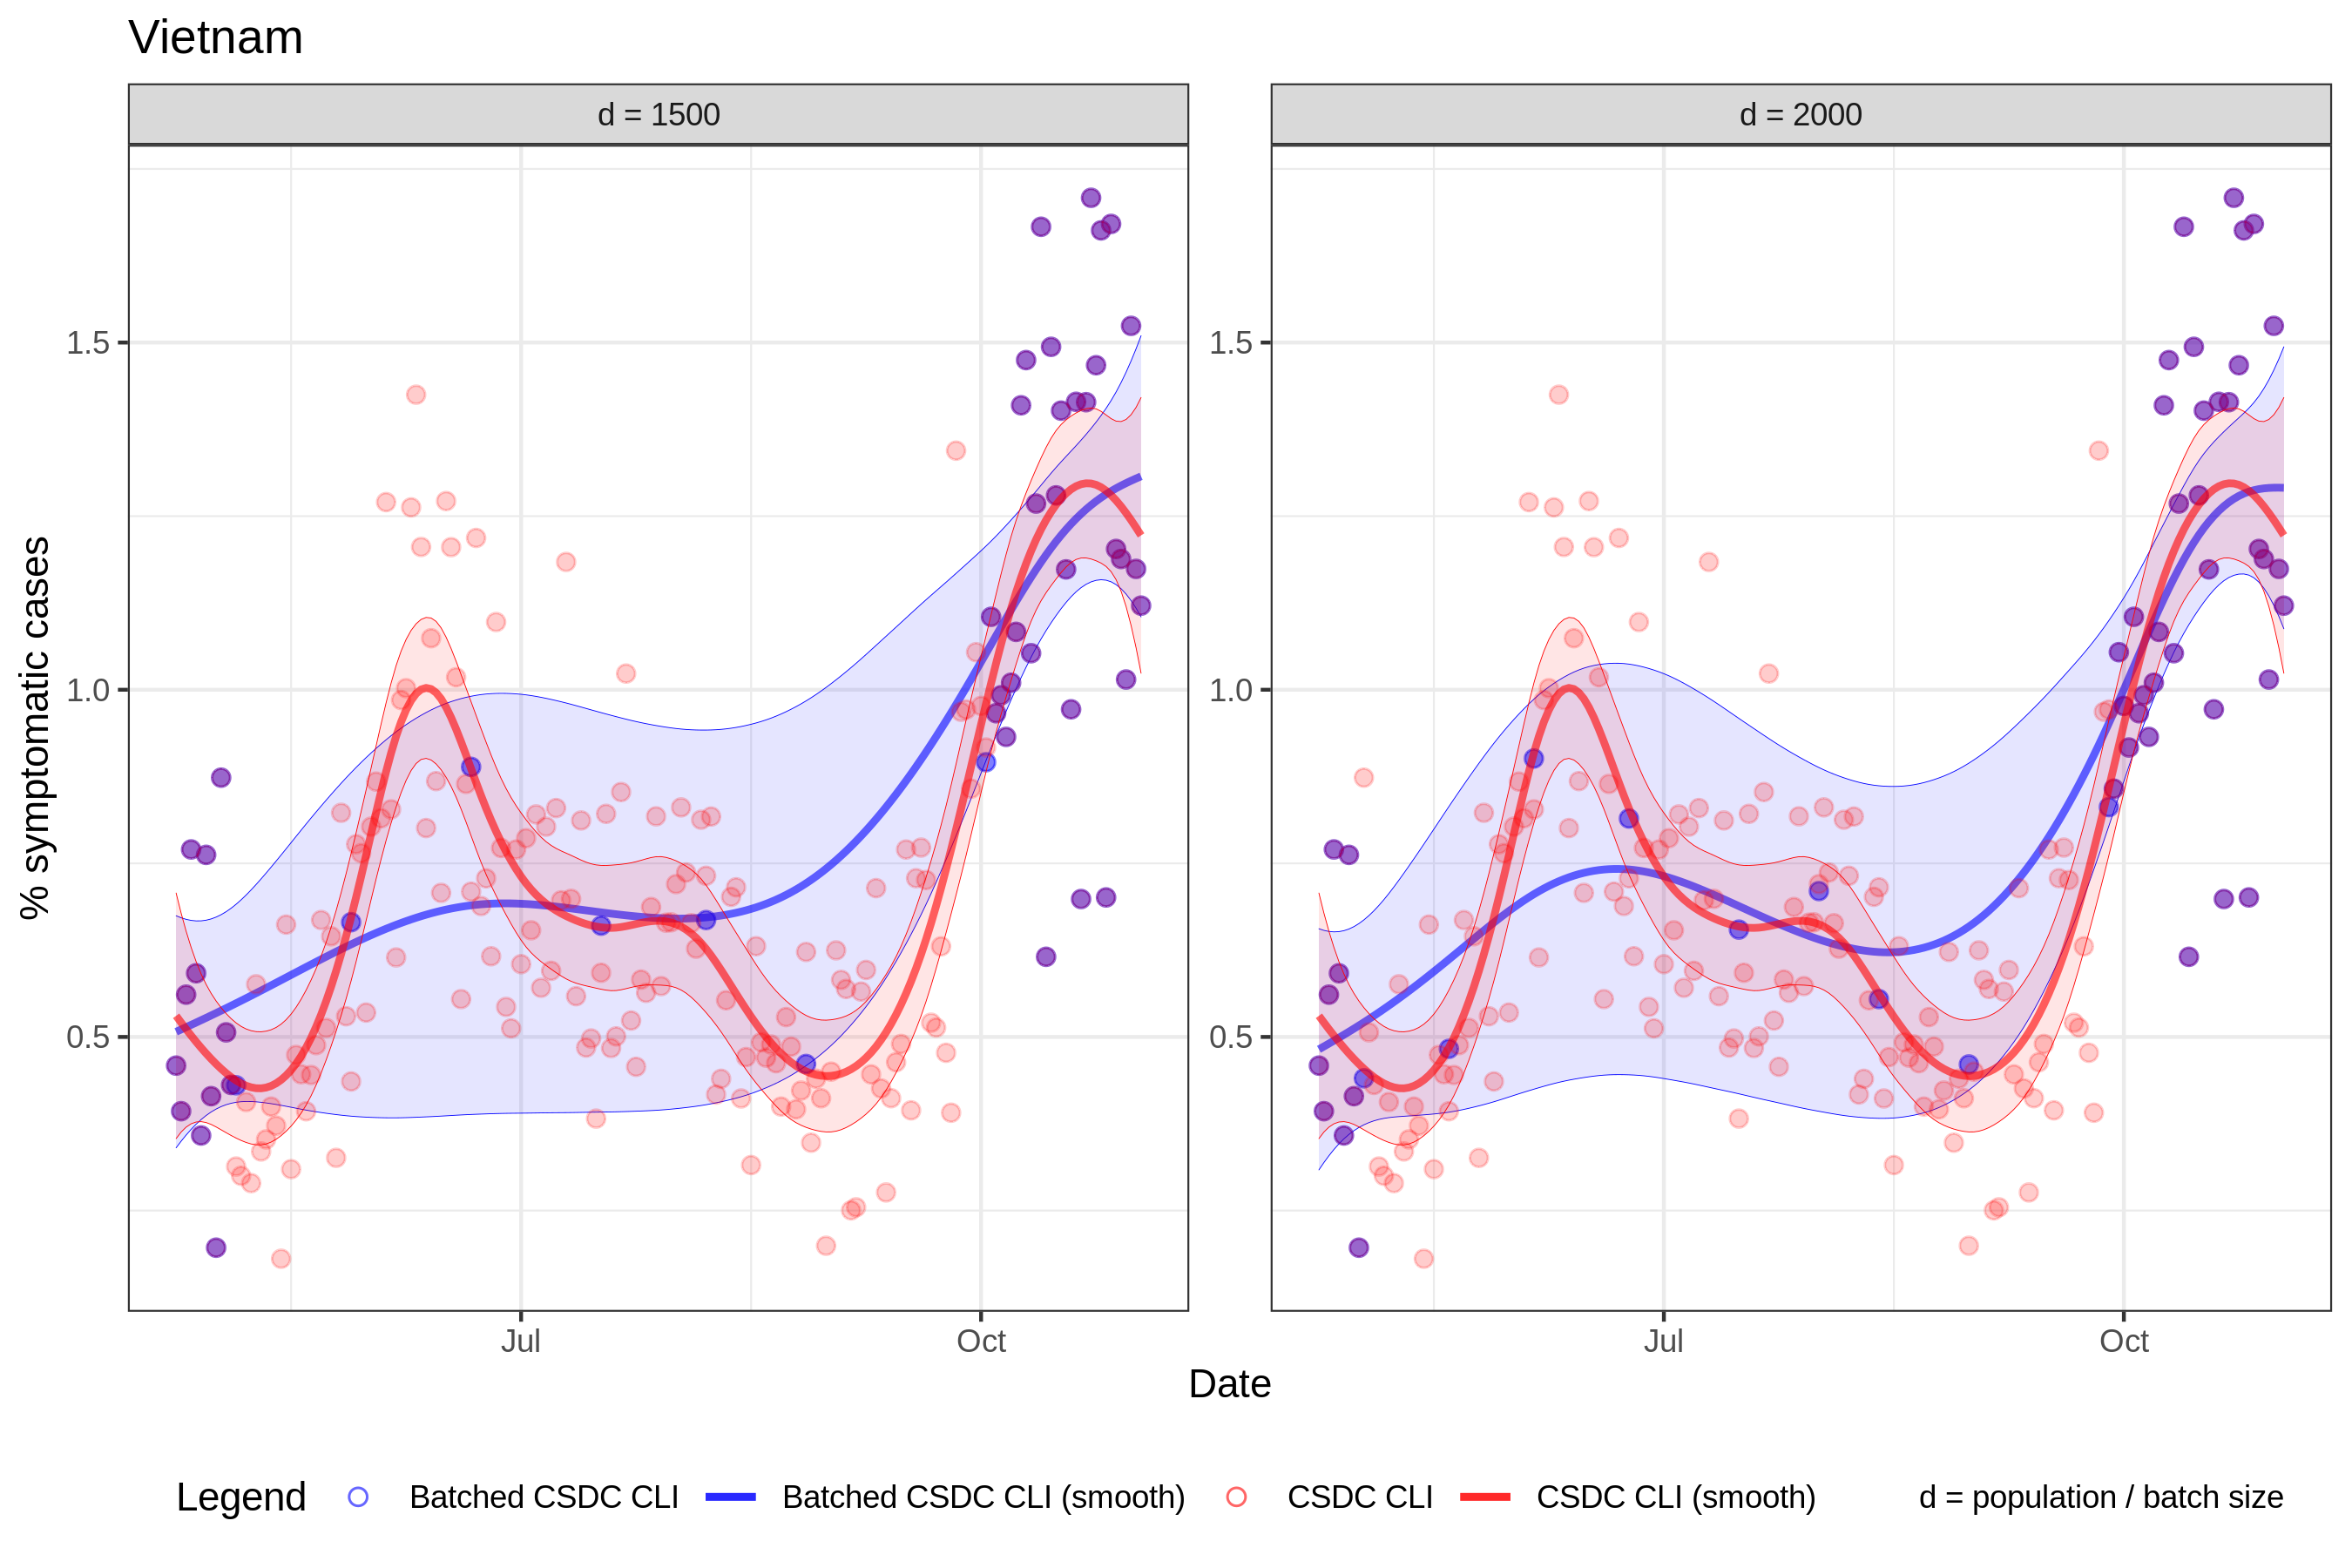 Vietnam
d = 1500
d = 2000
% symptomatic cases
1.5
1.0
0.5
1.5
1.0
0.5
Jul
Oct
Jul
Oct
Date
Legend
Batched CSDC CLI
Batched CSDC CLI (smooth)
CSDC CLI
CSDC CLI (smooth)
d = population / batch size